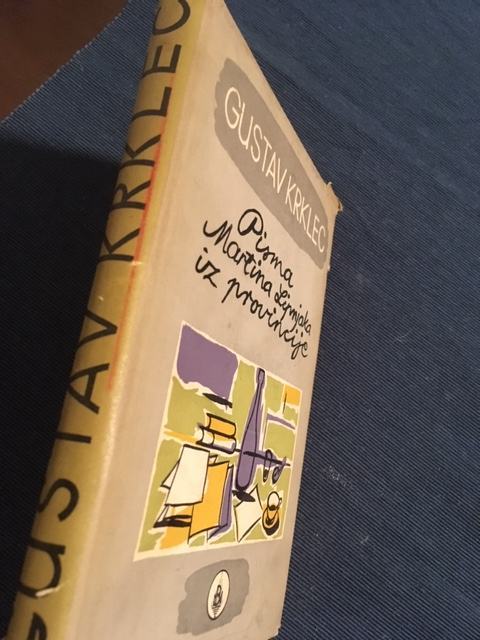 GUSTAV KRKLEC
GUSTAV KRKLEC
Pisma
Martina Lipnjaka
iz provincije